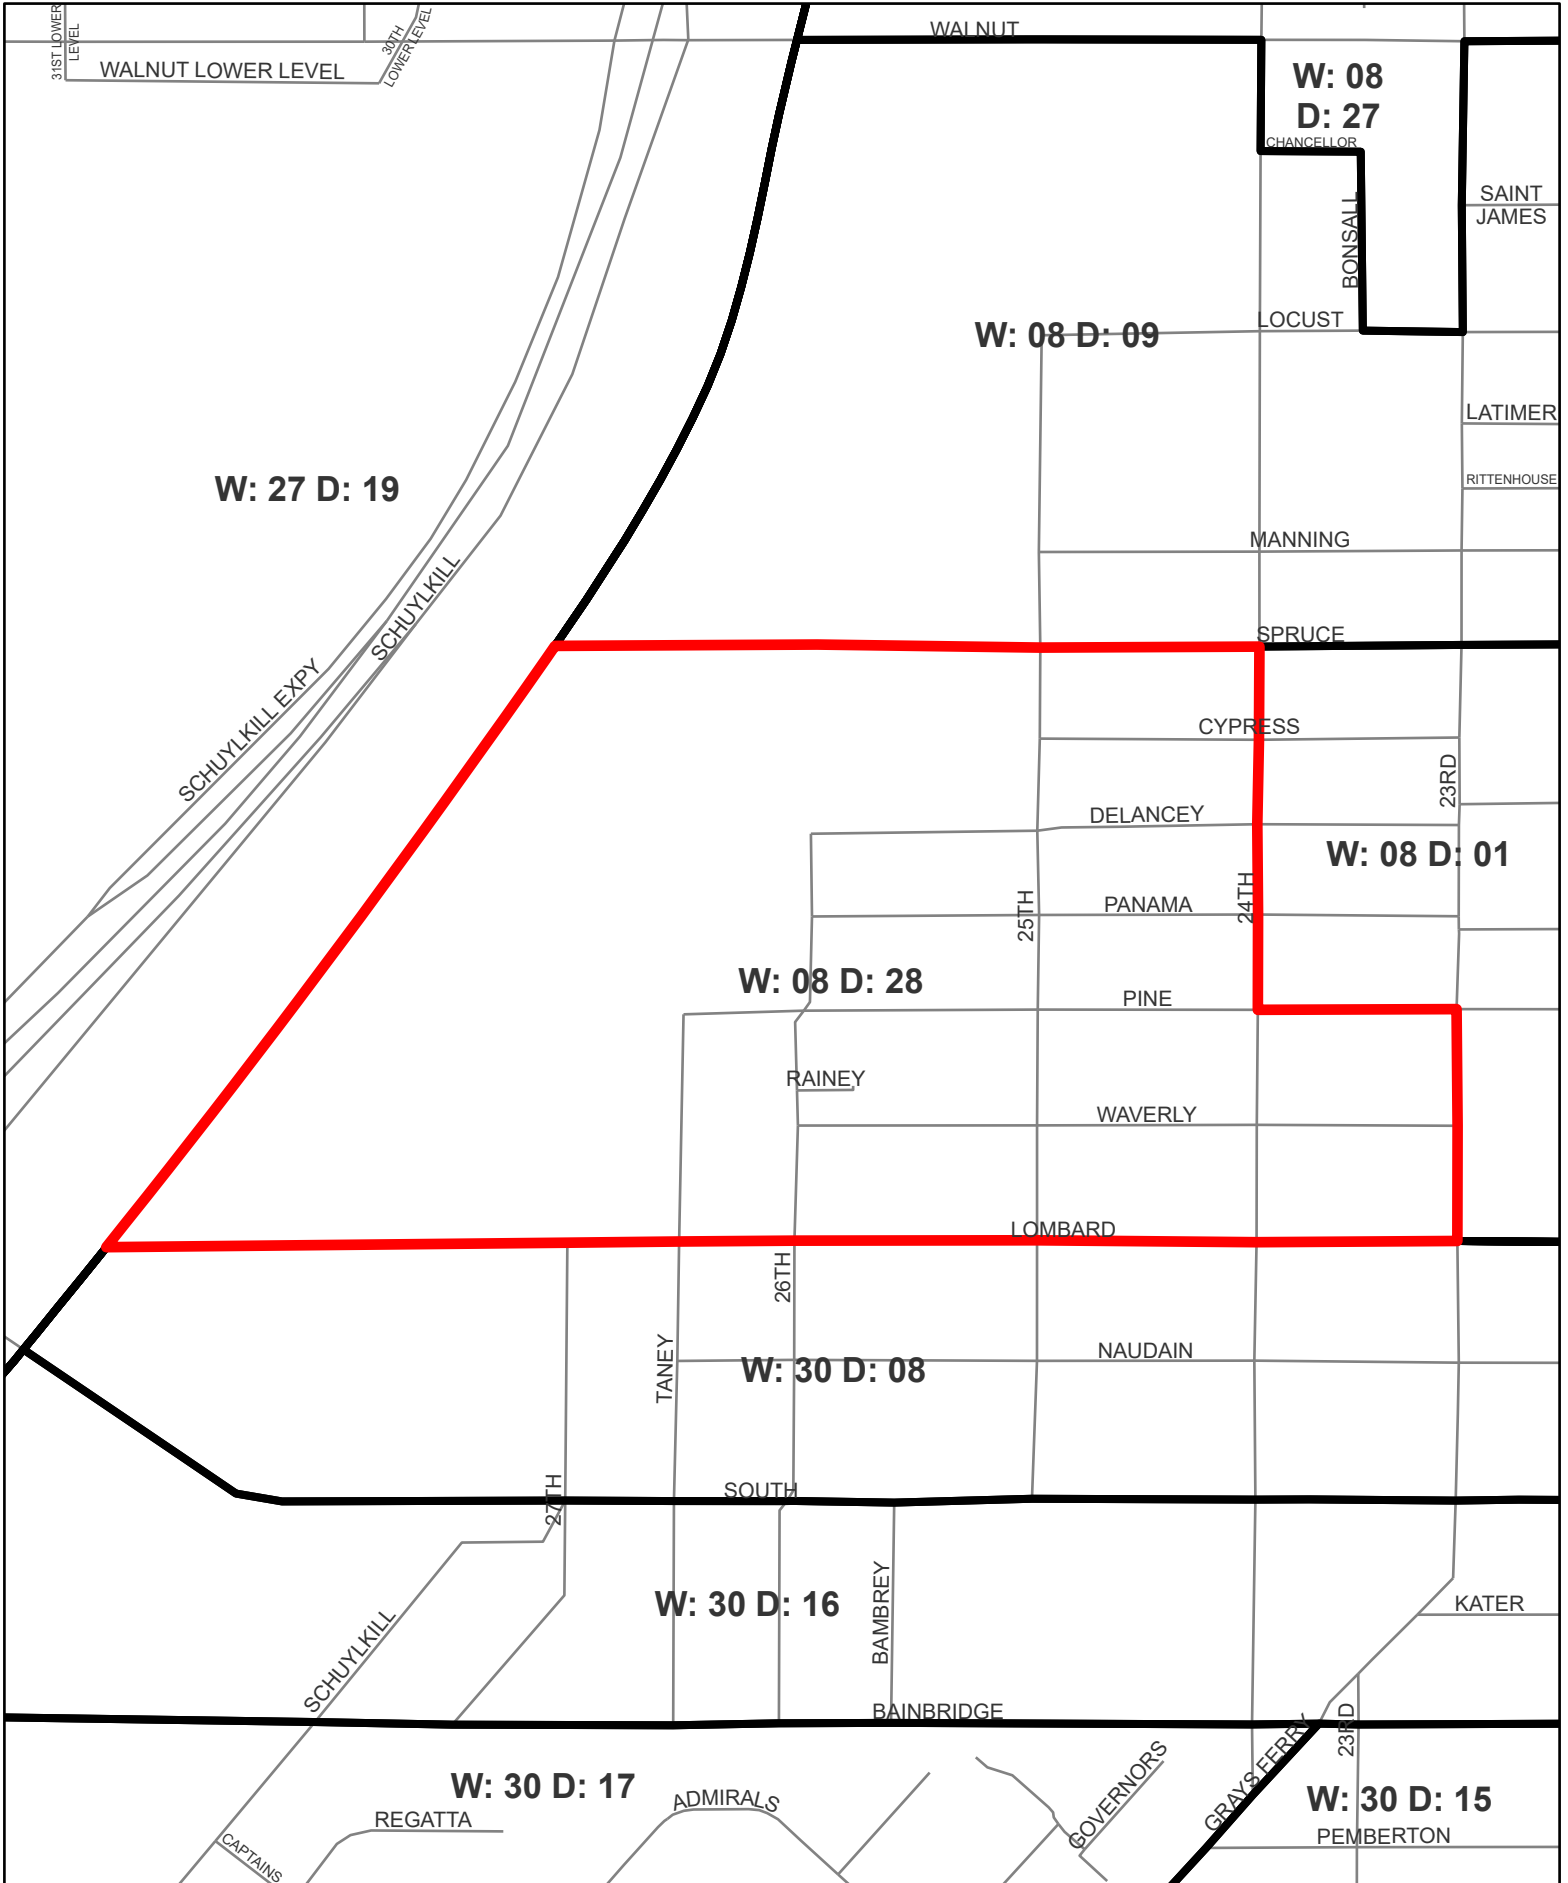 WALNUT
31ST LOWER
LEVEL
30TH
LOWER LEVEL
WALNUT LOWER LEVEL
W: 08
D: 27
CHANCELLOR
BONSALL
SAINT
JAMES
LOCUST
W: 08 D: 09
LATIMER
RITTENHOUSE
W: 27 D: 19
MANNING
SCHUYLKILL
SPRUCE
SCHUYLKILL EXPY
CYPRESS
23RD
DELANCEY
W: 08 D: 01
24TH
25TH
PANAMA
W: 08 D: 28
PINE
RAINEY
WAVERLY
LOMBARD
26TH
TANEY
NAUDAIN
W: 30 D: 08
27TH
SOUTH
BAMBREY
W: 30 D: 16
KATER
SCHUYLKILL
BAINBRIDGE
23RD
GRAYS FERRY
GOVERNORS
W: 30 D: 17
ADMIRALS
W: 30 D: 15
REGATTA
PEMBERTON
CAPTAINS